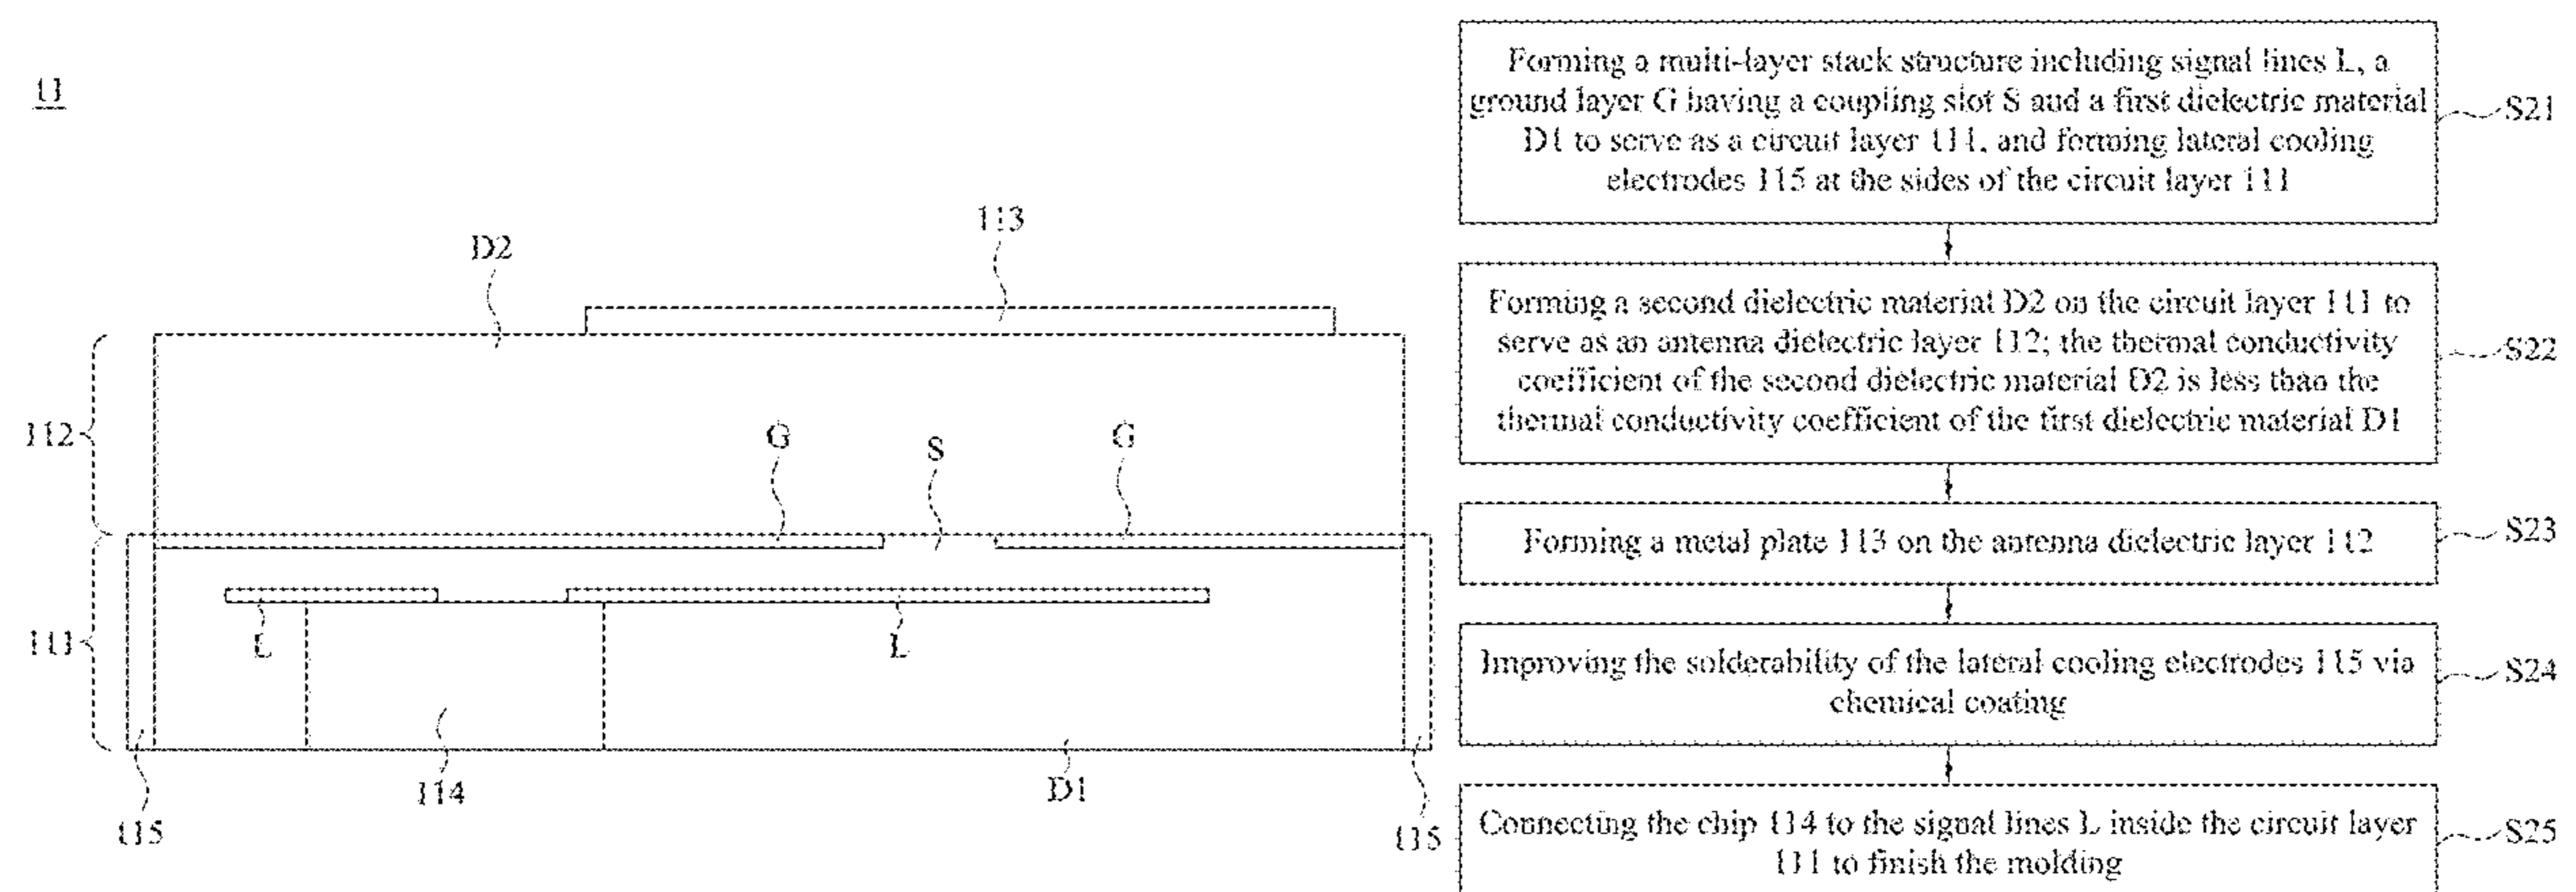 11
D2
113
112
G
S
G
111
L
L
114
D1
115
115
Forming a multi-layer stack structure including signal lines L, a
ground layer G having a coupling slot S and a first dielectric material
D1 to serve as a circuit layer 111, and forming lateral cooling
electrodes 115 at the sides of the circuit layer 111
S21
Forming a second dielectric material D2 on the circuit layer 111 to
serve as an antenna dielectric layer 112; the thermal conductivity
coefficient of the second dielectric material D2 is less than the
thermal conductivity coefficient of the first dielectric material D1
S22
Forming a metal plate 113 on the antenna dielectric layer 112
S23
Improving the solderability of the lateral cooling electrodes 115 via
chemical coating
S24
Connecting the chip 114 to the signal lines L inside the circuit layer
111 to finish the molding
S25